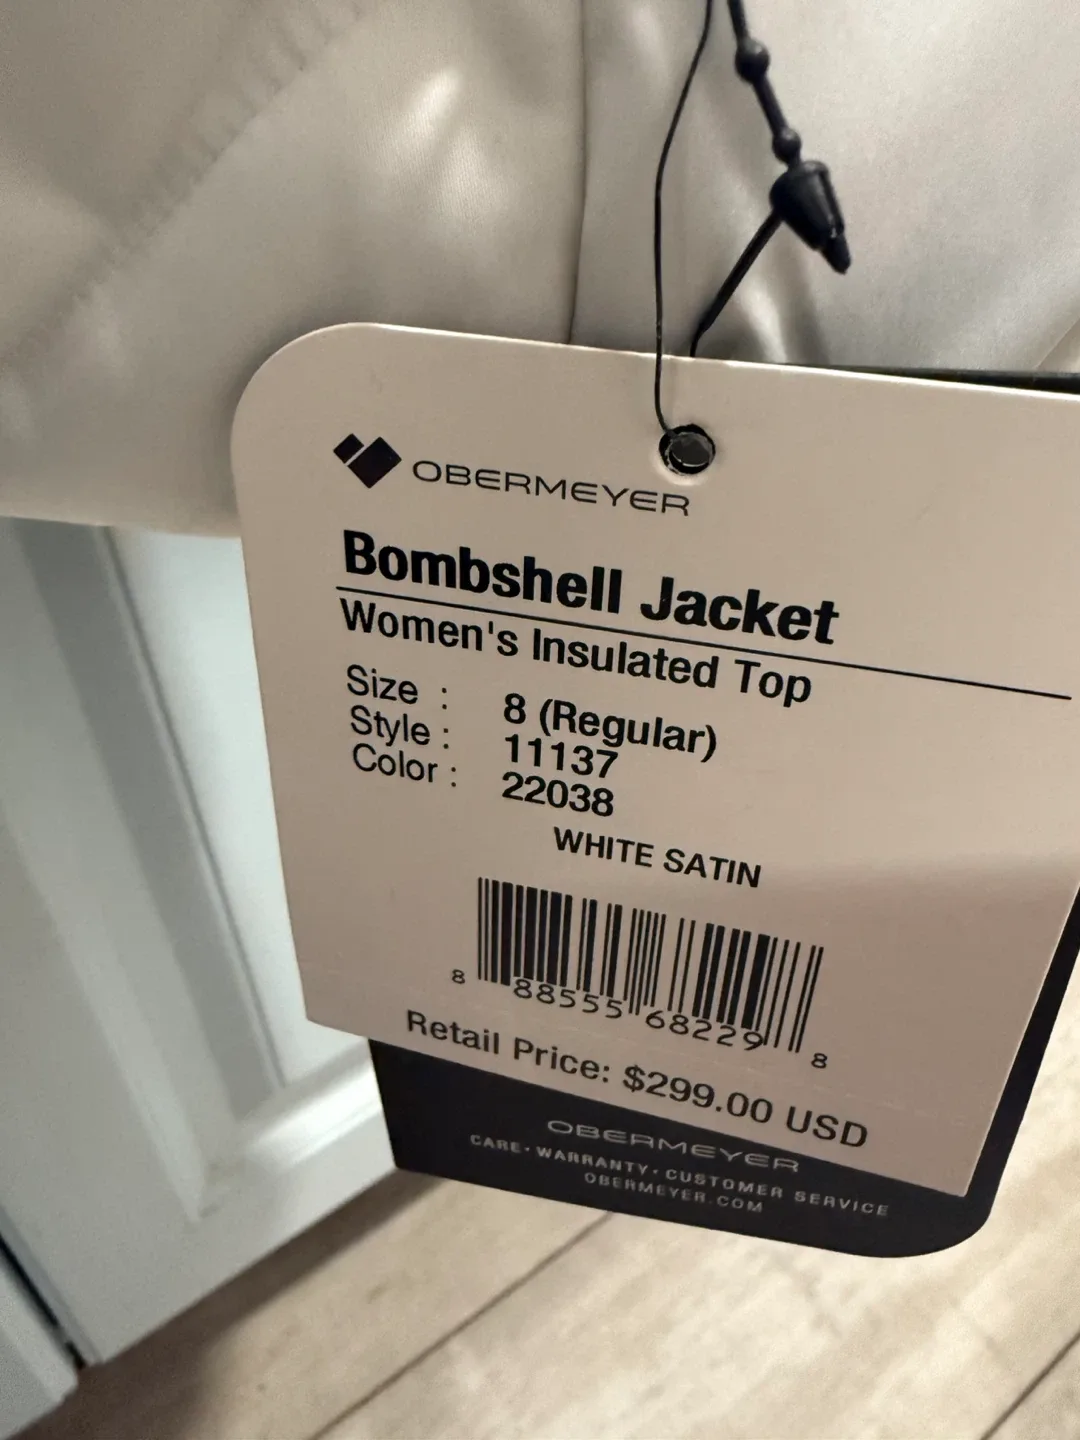 OBERMEYER
Bombshell Jacket
Women's Insulated Top
Size : 8 (Regular)
Style : 11137
Color : 22038
WHITE SATIN
8 88555 68229 8
Retail Price: $299.00 USD
OBERMEYER
CARE • WARRANTY • CUSTOMER SERVICE
OBERMEYER.COM